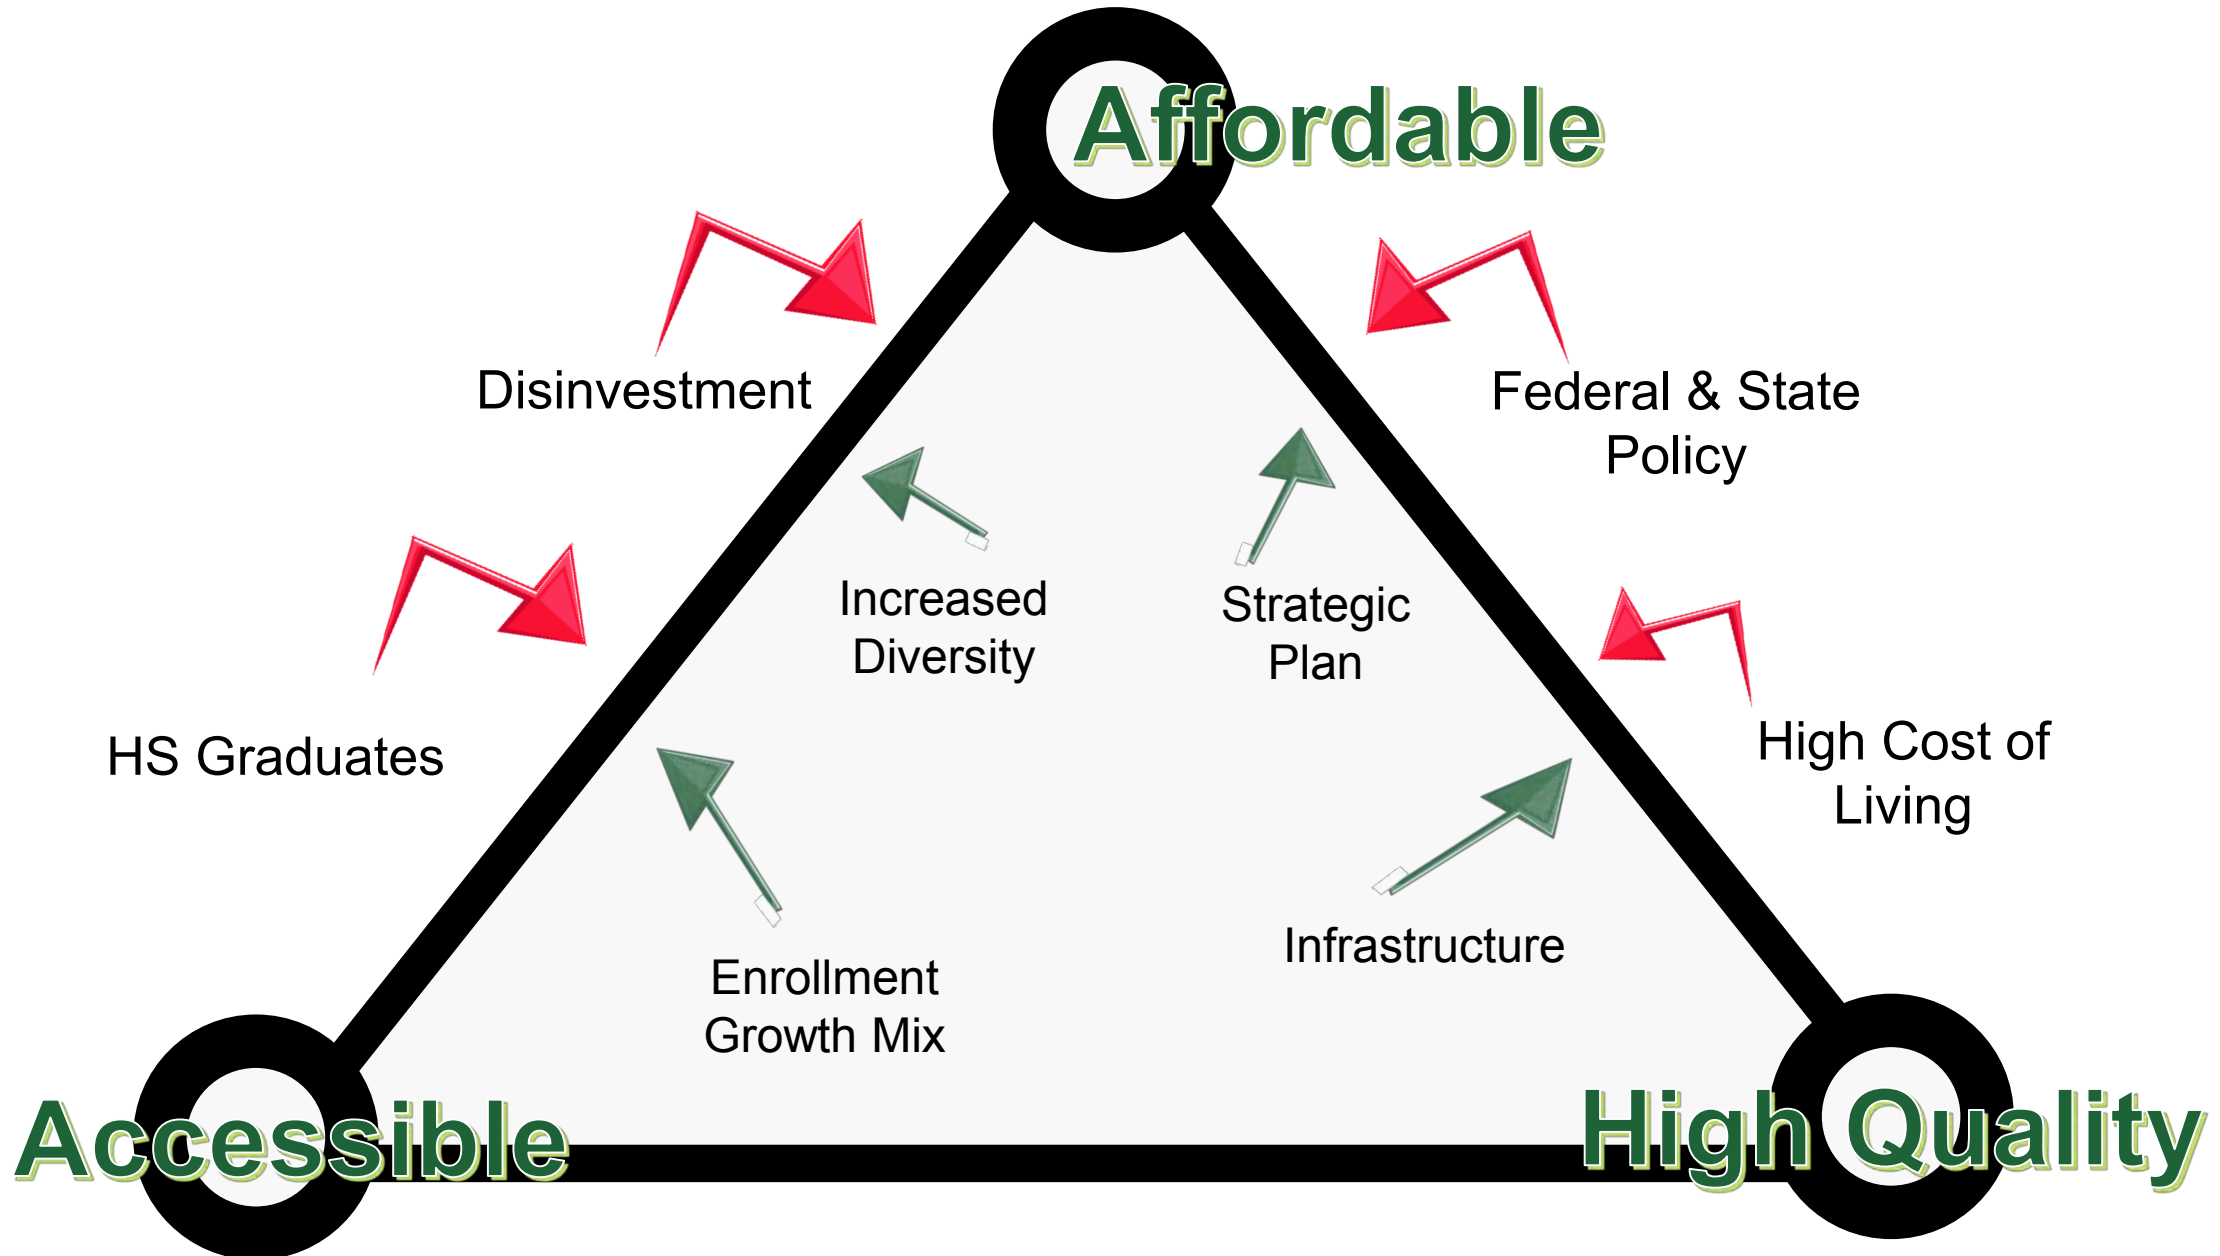 Affordable
Disinvestment
Federal & State
Policy
Increased
Diversity
Strategic
Plan
HS Graduates
High Cost of
Living
Enrollment
Growth Mix
Infrastructure
Accessible
High Quality